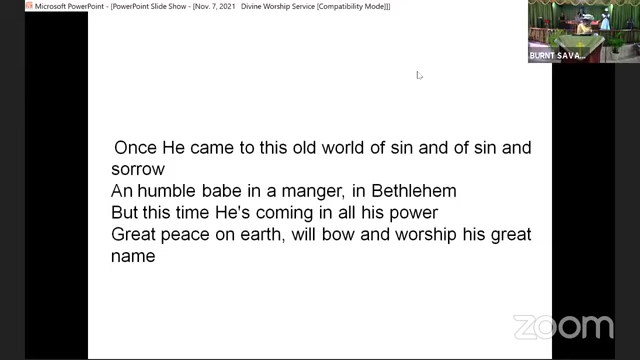 Microsoft PowerPoint - [PowerPoint Slide Show - [Nov. 7, 2021 Divine Worship Service [Compatibility Mode]]]
BURNT SAVA...
Once He came to this old world of sin and of sin and
sorrow
An humble babe in a manger, in Bethlehem
But this time He's coming in all his power
Great peace on earth, will bow and worship his great
name
zoom